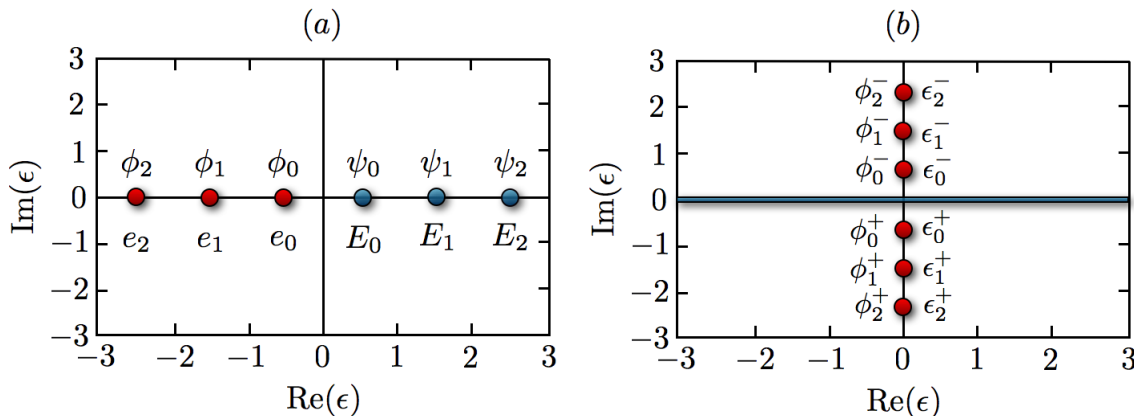 (a)
3
2
1
0
−1
−2
−3
Im(ϵ)
ϕ₂ ϕ₁ ϕ₀ ψ₀ ψ₁ ψ₂
e₂ e₁ e₀ E₀ E₁ E₂
−3 −2 −1 0 1 2 3
Re(ϵ)
(b)
3
2
1
0
−1
−2
−3
Im(ϵ)
ϕ₂⁻ ϵ₂⁻
ϕ₁⁻ ϵ₁⁻
ϕ₀⁻ ϵ₀⁻
ϕ₀⁺ ϵ₀⁺
ϕ₁⁺ ϵ₁⁺
ϕ₂⁺ ϵ₂⁺
−3 −2 −1 0 1 2 3
Re(ϵ)